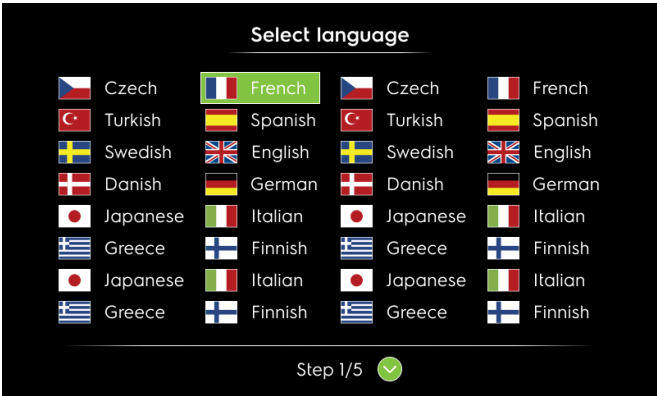 Select language
Czech French Czech French
Turkish Spanish Turkish Spanish
Swedish English Swedish English
Danish German Danish German
Japanese Italian Japanese Italian
Greece Finnish Greece Finnish
Japanese Italian Japanese Italian
Greece Finnish Greece Finnish
Step 1/5